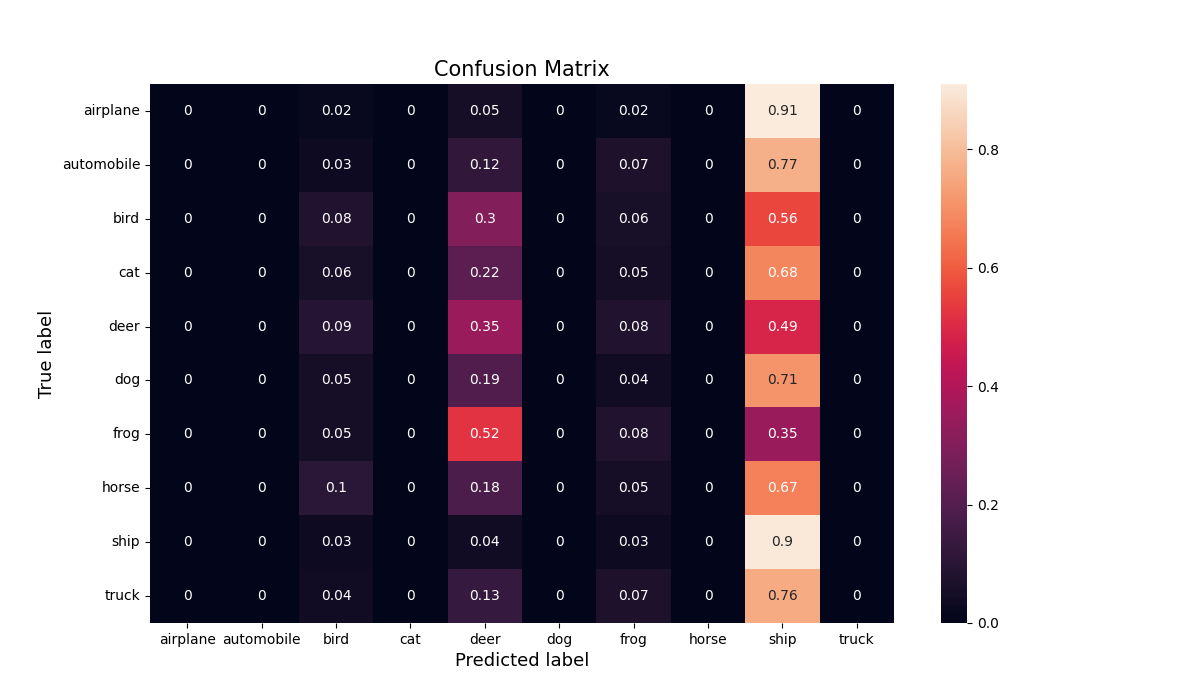 Confusion Matrix
airplane 0 0 0.02 0 0.05 0 0.02 0 0.91 0
automobile 0 0 0.03 0 0.12 0 0.07 0 0.77 0
bird 0 0 0.08 0 0.3 0 0.06 0 0.56 0
cat 0 0 0.06 0 0.22 0 0.05 0 0.68 0
deer 0 0 0.09 0 0.35 0 0.08 0 0.49 0
dog 0 0 0.05 0 0.19 0 0.04 0 0.71 0
frog 0 0 0.05 0 0.52 0 0.08 0 0.35 0
horse 0 0 0.1 0 0.18 0 0.05 0 0.67 0
ship 0 0 0.03 0 0.04 0 0.03 0 0.9 0
truck 0 0 0.04 0 0.13 0 0.07 0 0.76 0
airplane automobile bird cat deer dog frog horse ship truck
Predicted label
True label
0.8
0.6
0.4
0.2
0.0